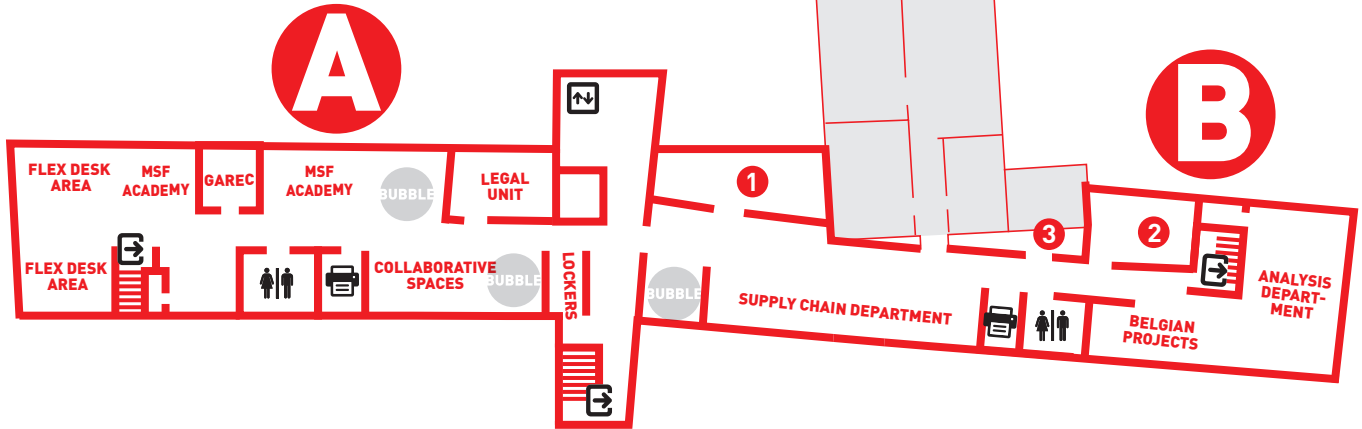 A
B
FLEX DESK
AREA
MSF
ACADEMY
GAREC
MSF
ACADEMY
BUBBLE
LEGAL
UNIT
1
2
3
FLEX DESK
AREA
COLLABORATIVE
SPACES
BUBBLE
LOCKERS
BUBBLE
SUPPLY CHAIN DEPARTMENT
BELGIAN
PROJECTS
ANALYSIS
DEPART-
MENT